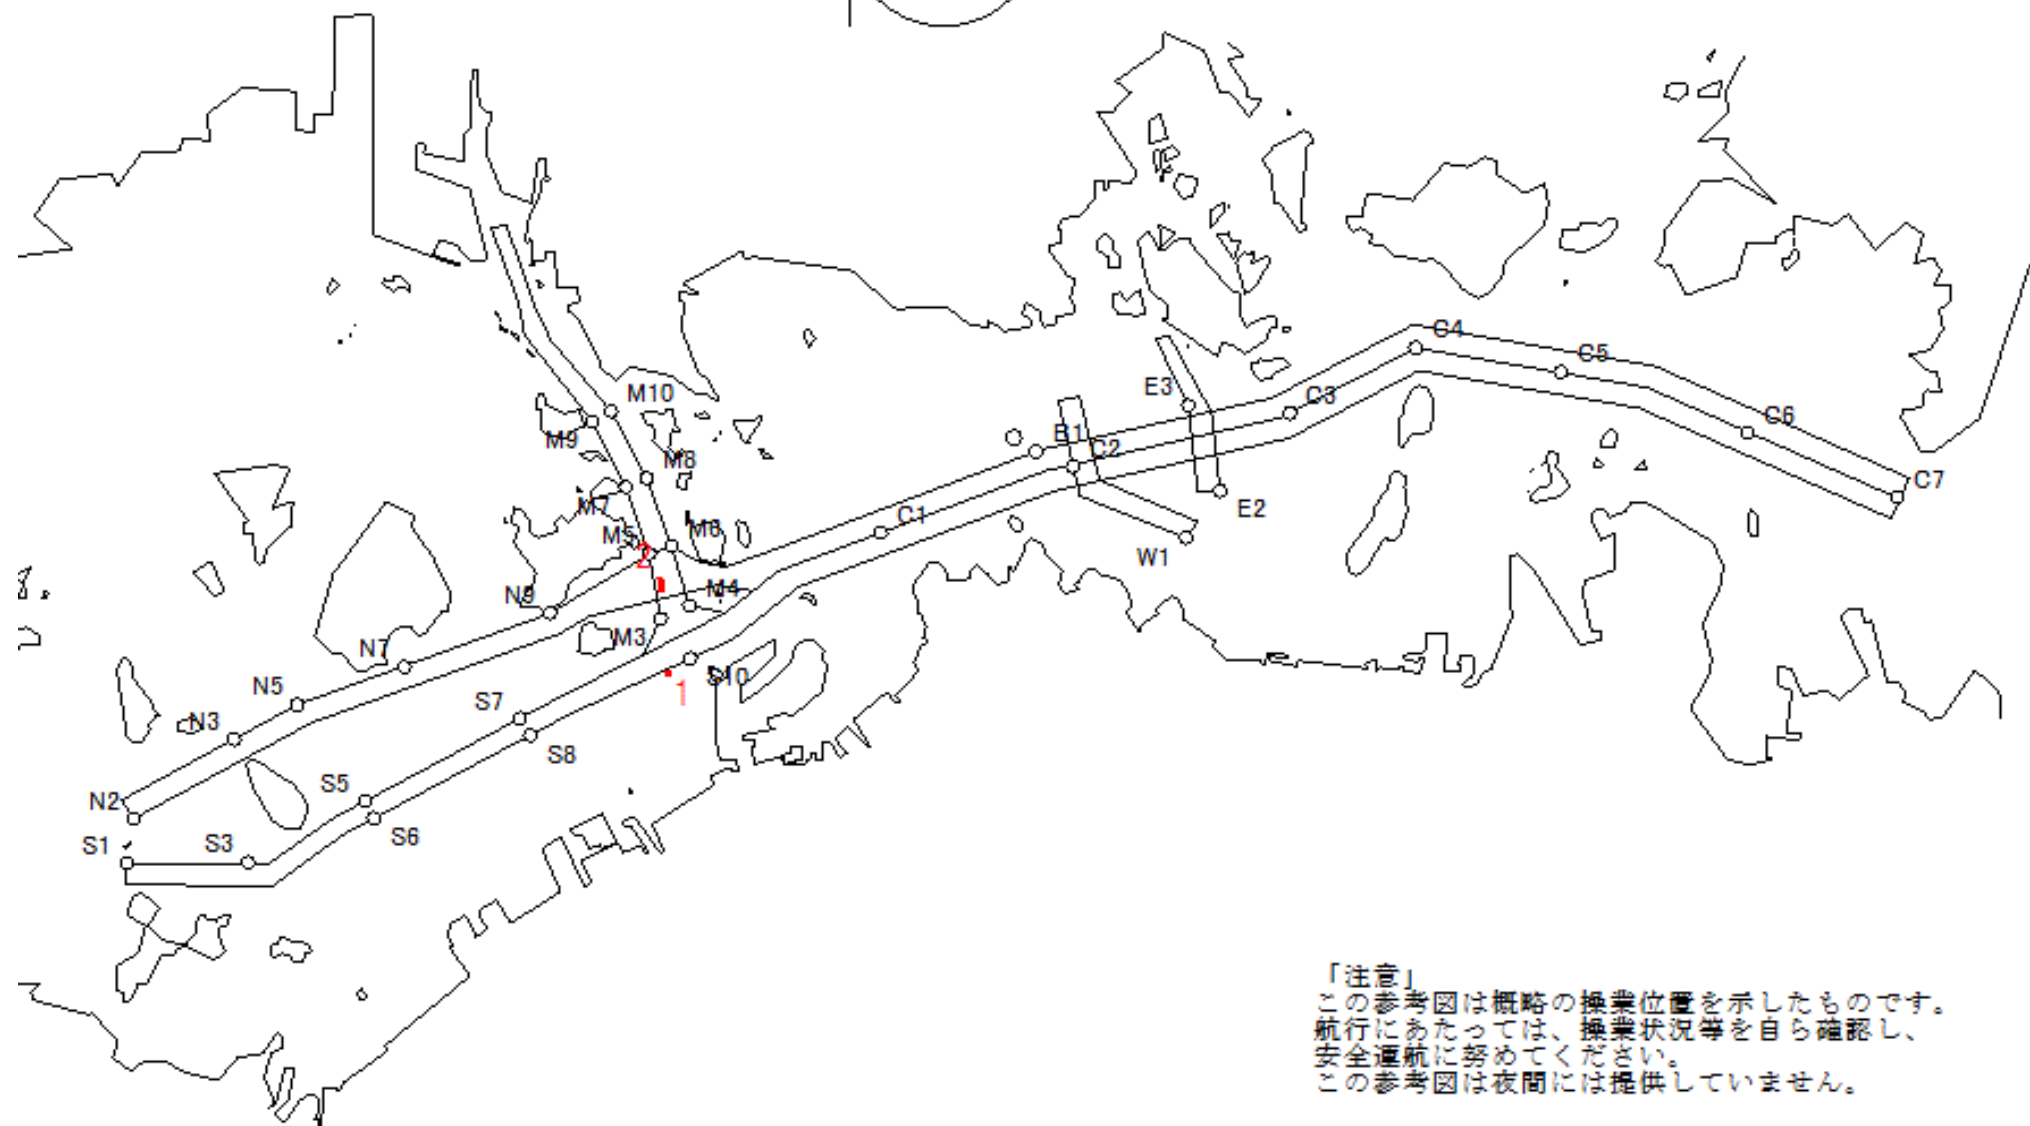 C4
C5
M10
E3
C3
C6
M9
B1
C2
M8
C7
M7
E2
C1
M6
M5
2
W1
N9
M4
M3
N7
S10
N5
1
S7
N3
S8
S5
N2
S6
S1
S3
「注意」
この参考図は概略の操業位置を示したものです。
航行にあたっては、操業状況等を自ら確認し、
安全運航に努めてください。
この参考図は夜間には提供していません。